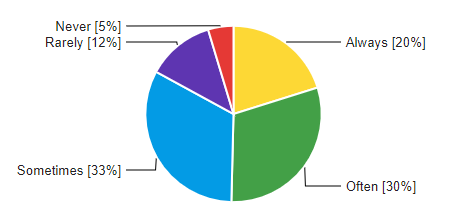 Never [5%]
Rarely [12%]
Always [20%]
Sometimes [33%]
Often [30%]